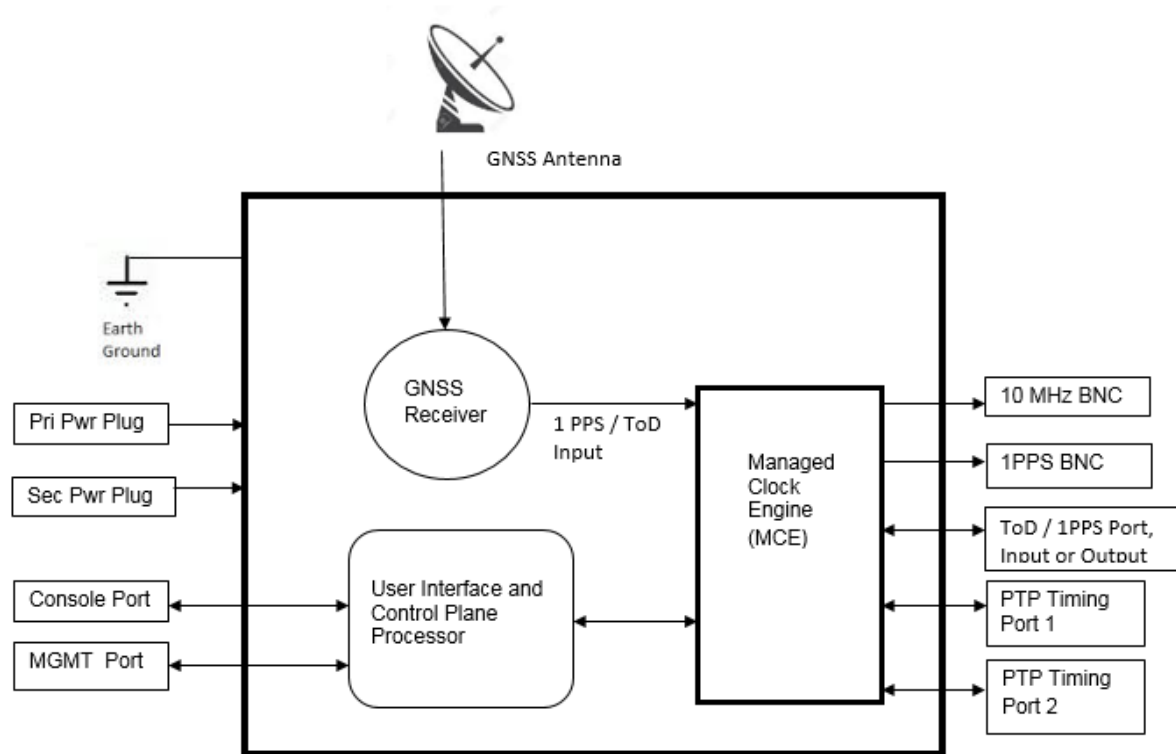 GNSS Antenna
Earth
Ground
GNSS
Receiver
1 PPS / ToD
Input
Pri Pwr Plug
Sec Pwr Plug
Console Port
MGMT Port
User Interface and
Control Plane
Processor
Managed
Clock
Engine
(MCE)
10 MHz BNC
1PPS BNC
ToD / 1PPS Port,
Input or Output
PTP Timing
Port 1
PTP Timing
Port 2